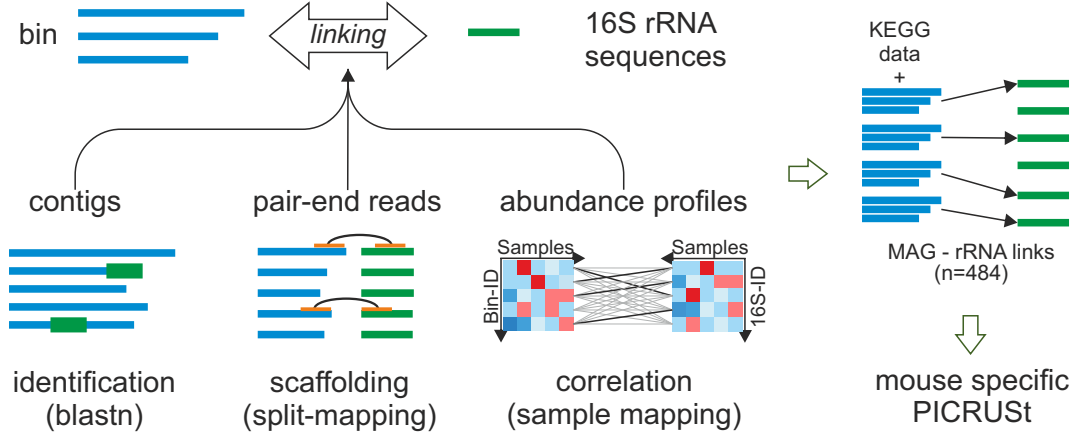 bin
linking
16S rRNA
sequences
contigs
pair-end reads
abundance profiles
Samples
Bin-ID
Samples
16S-ID
identification
(blastn)
scaffolding
(split-mapping)
correlation
(sample mapping)
KEGG
data
+
MAG - rRNA links
(n=484)
mouse specific
PICRUSt